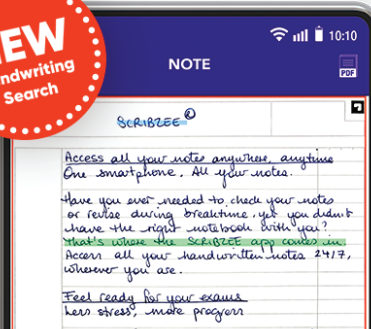 NEW
Handwriting
Search
10:10
NOTE
PDF
SCRIBZEE®
Access all your notes anywhere, anytime
One smartphone. All your notes.
Have you ever needed to check your notes
or revise during breaktime, yet you didn't
have the right notebook with you?
That's where the SCRIBZEE app comes in
Access all your handwritten notes 24/7,
wherever you are.
Feel ready for your exams
Less stress, more progress